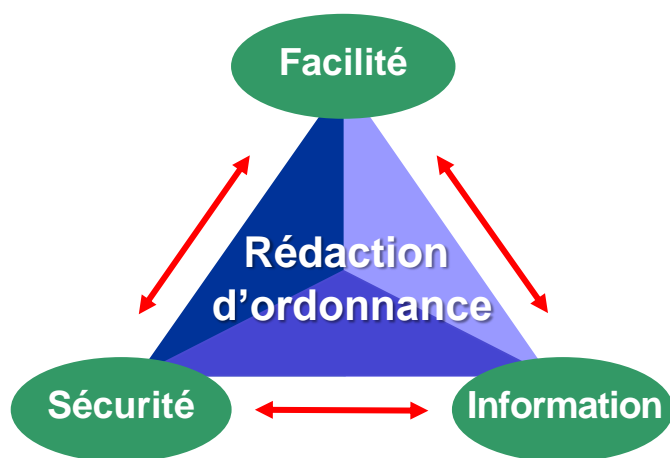 Facilité
Rédaction
d’ordonnance
Sécurité
Information